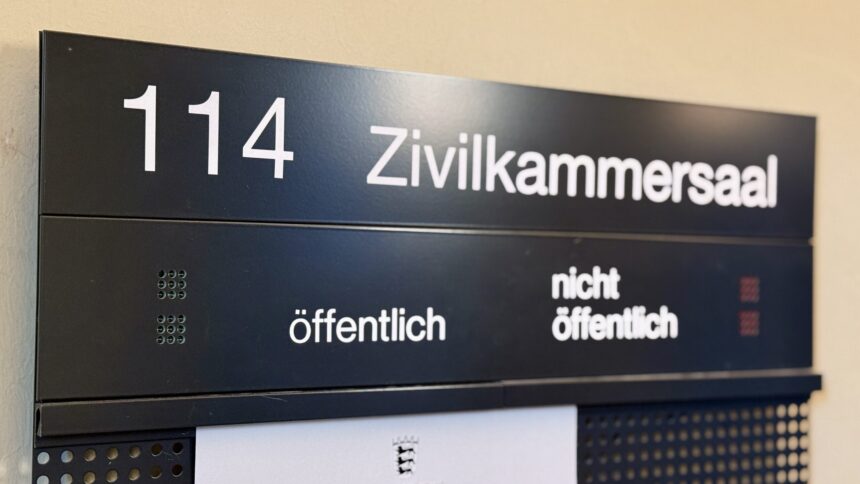 114 Zivilkammersaal
öffentlich
nicht
öffentlich